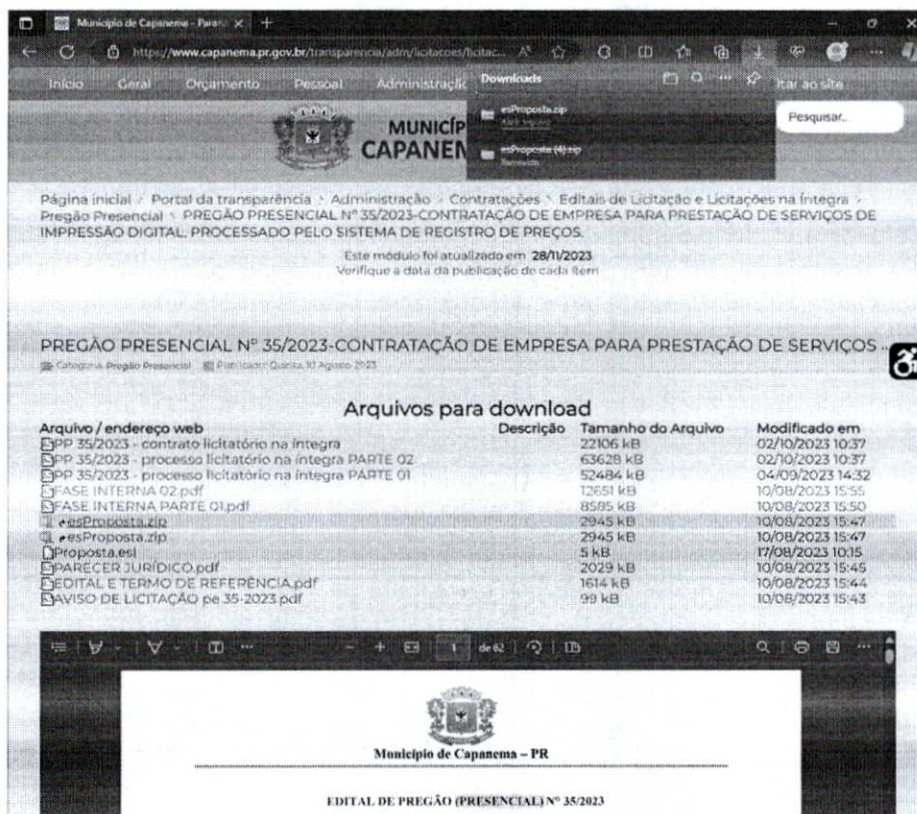 Município de Capanema - Paran
https://www.capanema.pr.gov.br/transparencia/adm/licitacoes/licitac...
Início Geral Orçamento Pessoal Administração
Downloads
tar ao site
esProposta.zip
Pesquisar...
esProposta (4).zip
Removido
MUNICÍP
CAPANEM
Página inicial > Portal da transparência > Administração > Contratações > Editais de Licitação e Licitações na Íntegra >
Pregão Presencial > PREGÃO PRESENCIAL Nº 35/2023-CONTRATAÇÃO DE EMPRESA PARA PRESTAÇÃO DE SERVIÇOS DE
IMPRESSÃO DIGITAL, PROCESSADO PELO SISTEMA DE REGISTRO DE PREÇOS.
Este módulo foi atualizado em 28/11/2023
Verifique a data da publicação de cada item
PREGÃO PRESENCIAL Nº 35/2023-CONTRATAÇÃO DE EMPRESA PARA PRESTAÇÃO DE SERVIÇOS ...
Categoria: Pregão Presencial Publicado: Quinta, 10 Agosto 2023
Arquivos para download
Arquivo / endereço web Descrição Tamanho do Arquivo Modificado em
PP 35/2023 - contrato licitatório na íntegra 22106 kB 02/10/2023 10:37
PP 35/2023 - processo licitatório na íntegra PARTE 02 63628 kB 02/10/2023 10:37
PP 35/2023 - processo licitatório na íntegra PARTE 01 52484 kB 04/09/2023 14:32
FASE INTERNA 02.pdf 12651 kB 10/08/2023 15:55
FASE INTERNA PARTE 01.pdf 8595 kB 10/08/2023 15:50
esProposta.zip 2945 kB 10/08/2023 15:47
esProposta.zip 2945 kB 10/08/2023 15:47
Proposta.esl 5 kB 17/08/2023 10:15
PARECER JURÍDICO.pdf 2029 kB 10/08/2023 15:45
EDITAL E TERMO DE REFERÊNCIA.pdf 1614 kB 10/08/2023 15:44
AVISO DE LICITAÇÃO pe 35-2023.pdf 99 kB 10/08/2023 15:43
1 de 62
Município de Capanema – PR
EDITAL DE PREGÃO (PRESENCIAL) Nº 35/2023